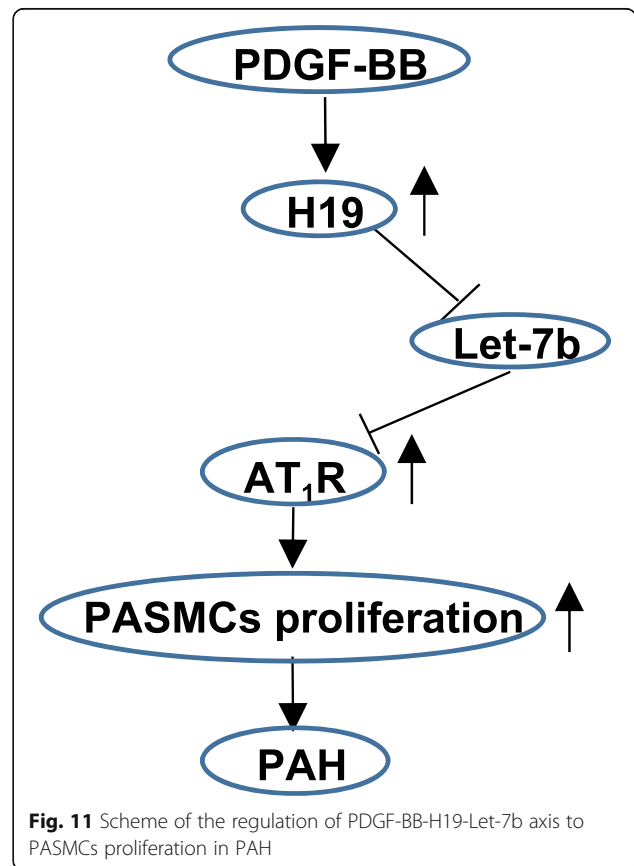 PDGF-BB
H19
Let-7b
AT₁R
PASMCs proliferation
PAH
Fig. 11 Scheme of the regulation of PDGF-BB-H19-Let-7b axis to
PASMCs proliferation in PAH